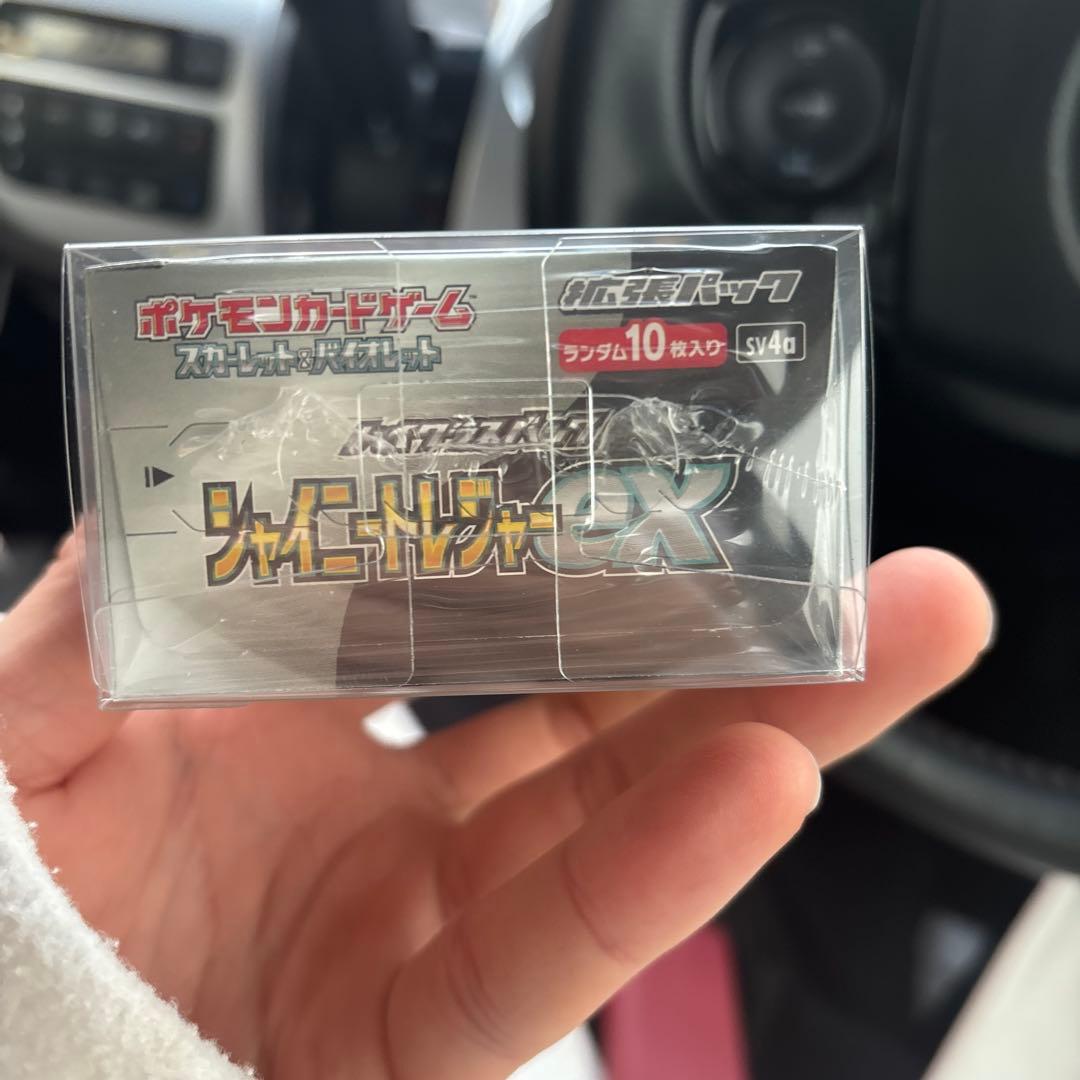 ポケモンカードゲーム
スカーレット&バイオレット
拡張パック
ランダム10枚入り
sv4a
ハイクラスパック
シャイニートレジャーex